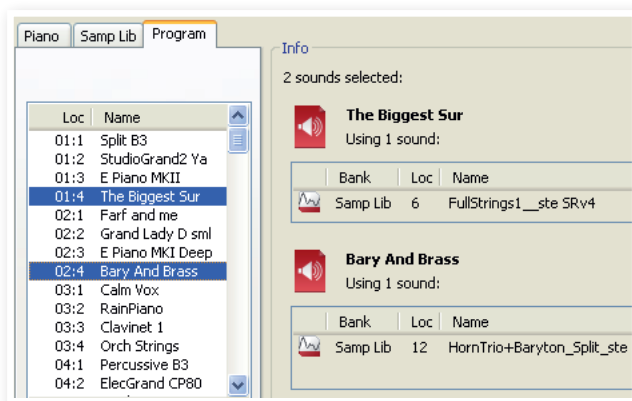 Piano Samp Lib Program
Loc Name
01:1 Split B3
01:2 StudioGrand2 Ya
01:3 E Piano MKII
01:4 The Biggest Sur
02:1 Farf and me
02:2 Grand Lady D sml
02:3 E Piano MKI Deep
02:4 Bary And Brass
03:1 Calm Vox
03:2 RainPiano
03:3 Clavinet 1
03:4 Orch Strings
04:1 Percussive B3
04:2 ElecGrand CP80
Info
2 sounds selected:
The Biggest Sur
Using 1 sound:
Bank Loc Name
Samp Lib 6 FullStrings1__ste SRv4
Bary And Brass
Using 1 sound:
Bank Loc Name
Samp Lib 12 HornTrio+Baryton_Split_ste